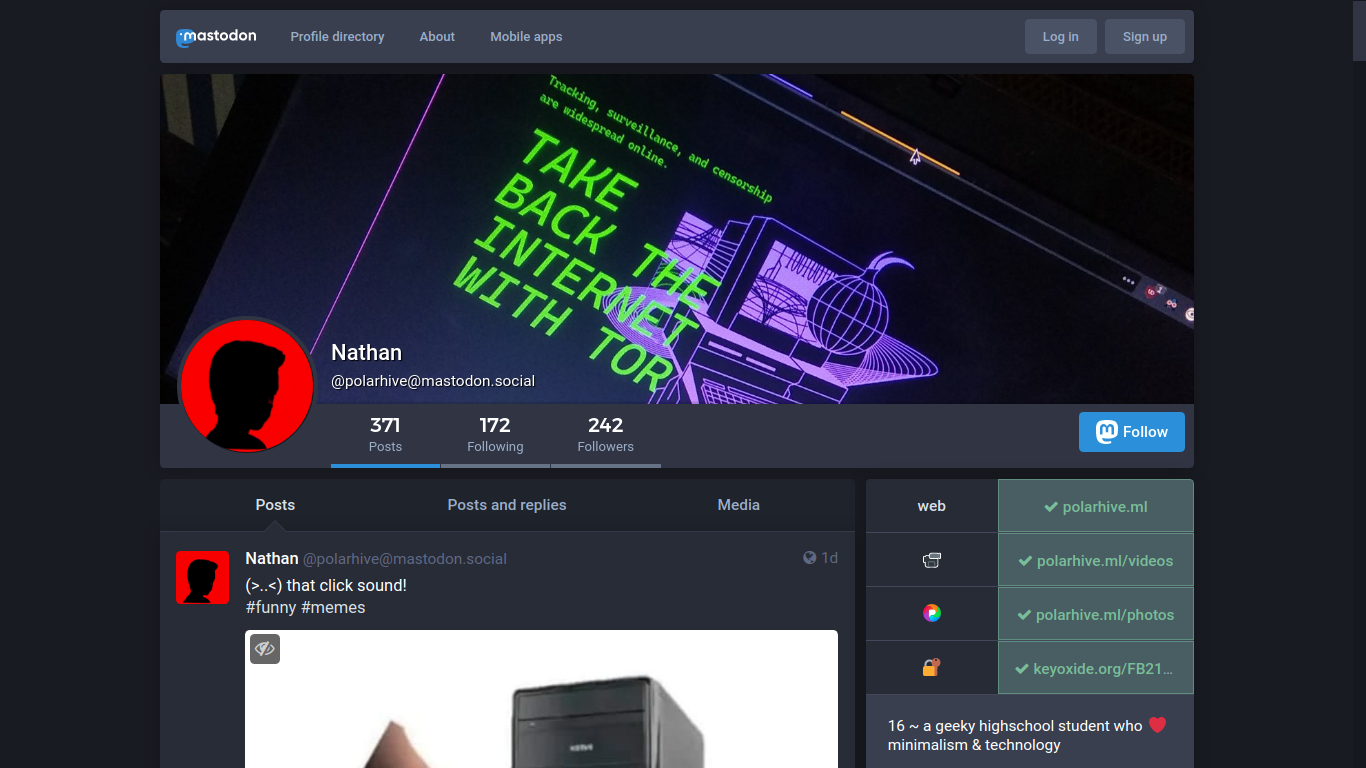 mastodon
Profile directory
About
Mobile apps
Log in
Sign up
Tracking, surveillance, and censorship
are widespread online.
TAKE
BACK THE
INTERNET
WITH TOR
Nathan
@polarhive@mastodon.social
371
Posts
172
Following
242
Followers
Follow
Posts
Posts and replies
Media
Nathan @polarhive@mastodon.social
1d
(>..<) that click sound!
#funny #memes
web
polarhive.ml
polarhive.ml/videos
polarhive.ml/photos
keyoxide.org/FB21…
16 ~ a geeky highschool student who ❤
minimalism & technology